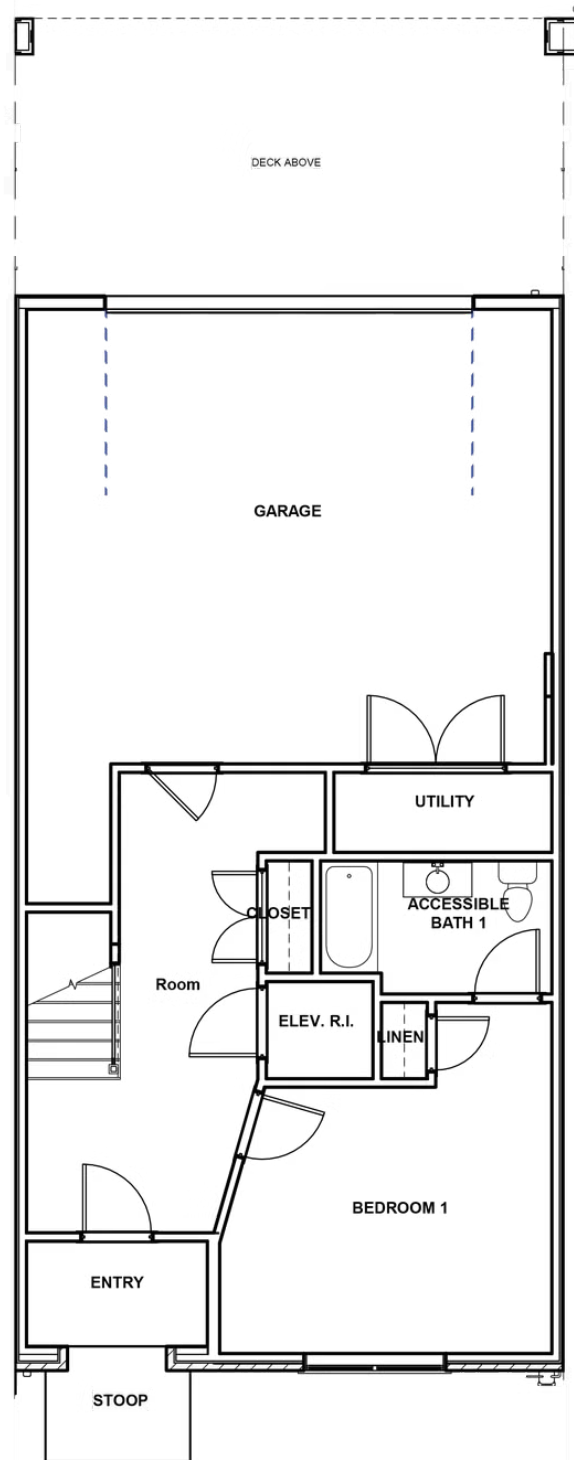 DECK ABOVE
GARAGE
UTILITY
CLOSET
ACCESSIBLE
BATH 1
Room
ELEV. R.I.
LINEN
BEDROOM 1
ENTRY
STOOP